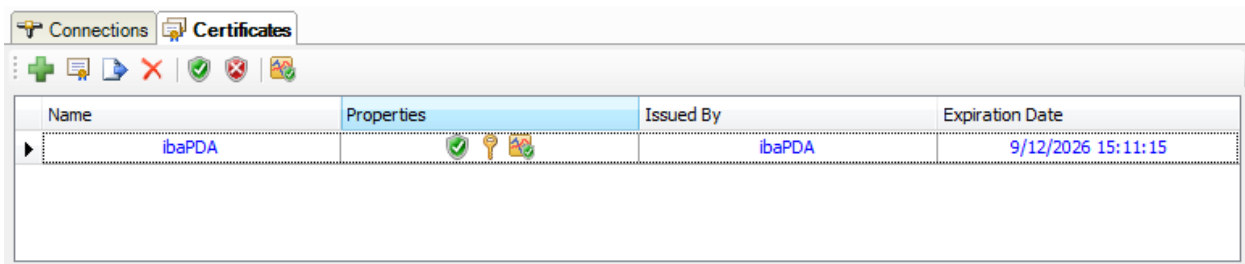 Connections Certificates
Name Properties Issued By Expiration Date
ibaPDA ibaPDA 9/12/2026 15:11:15